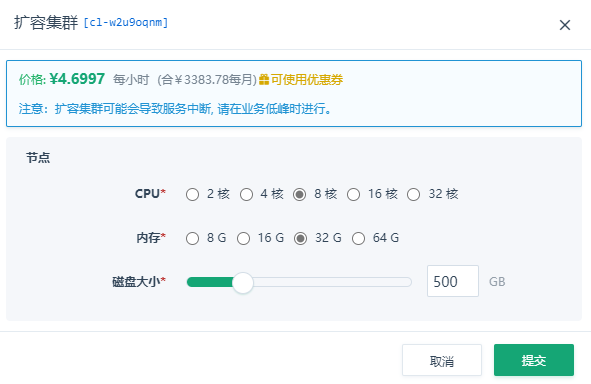 扩容集群 [cl-w2u9oqnm]
价格: ¥4.6997 每小时 (合￥3383.78每月) 可使用优惠券
注意：扩容集群可能会导致服务中断, 请在业务低峰时进行。
节点
CPU* 2 核 4 核 8 核 16 核 32 核
内存* 8 G 16 G 32 G 64 G
磁盘大小* 500 GB
取消 提交